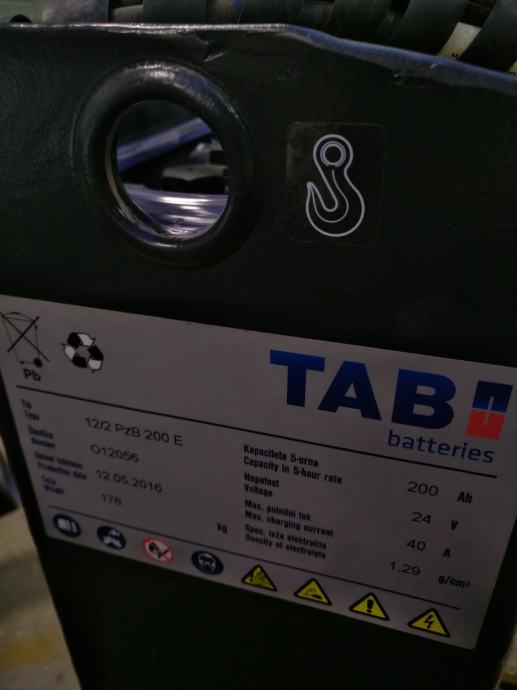 Pb
TAB
batteries
Tip
Type
12/2 PzB 200 E
Številka
Number
O12056
Datum izdelave
Production date
12.05.2016
Teža
Weight
176
kg
Kapaciteta 5-urna
Capacity in 5-hour rate
200 Ah
Napetost
Voltage
24 V
Max. polnilni tok
Max. charging current
40 A
Spec. teža elektrolita
Density of electrolyte
1,29 g/cm³